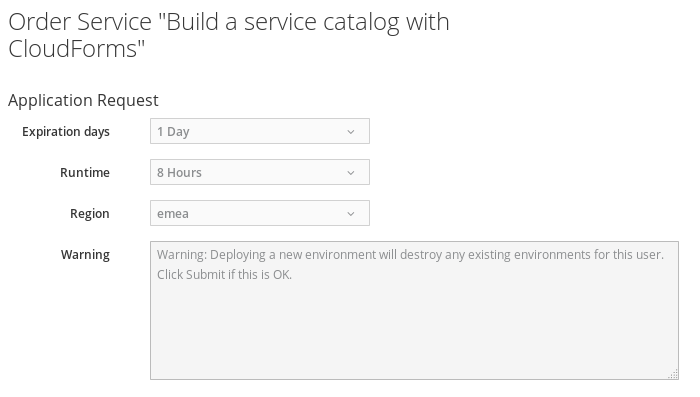 Order Service "Build a service catalog with
CloudForms"
Application Request
Expiration days 1 Day
Runtime 8 Hours
Region emea
Warning Warning: Deploying a new environment will destroy any existing environments for this user.
Click Submit if this is OK.